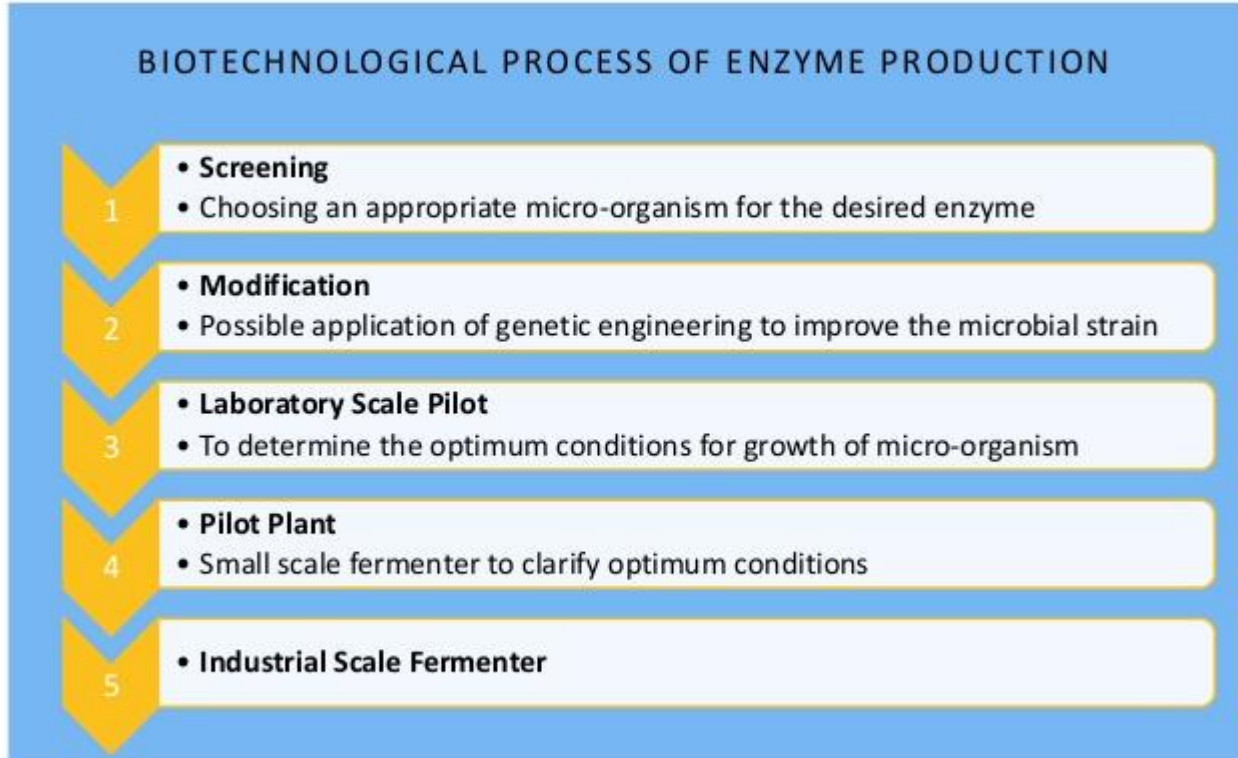 BIOTECHNOLOGICAL PROCESS OF ENZYME PRODUCTION
1
• Screening
• Choosing an appropriate micro-organism for the desired enzyme
2
• Modification
• Possible application of genetic engineering to improve the microbial strain
3
• Laboratory Scale Pilot
• To determine the optimum conditions for growth of micro-organism
4
• Pilot Plant
• Small scale fermenter to clarify optimum conditions
5
• Industrial Scale Fermenter